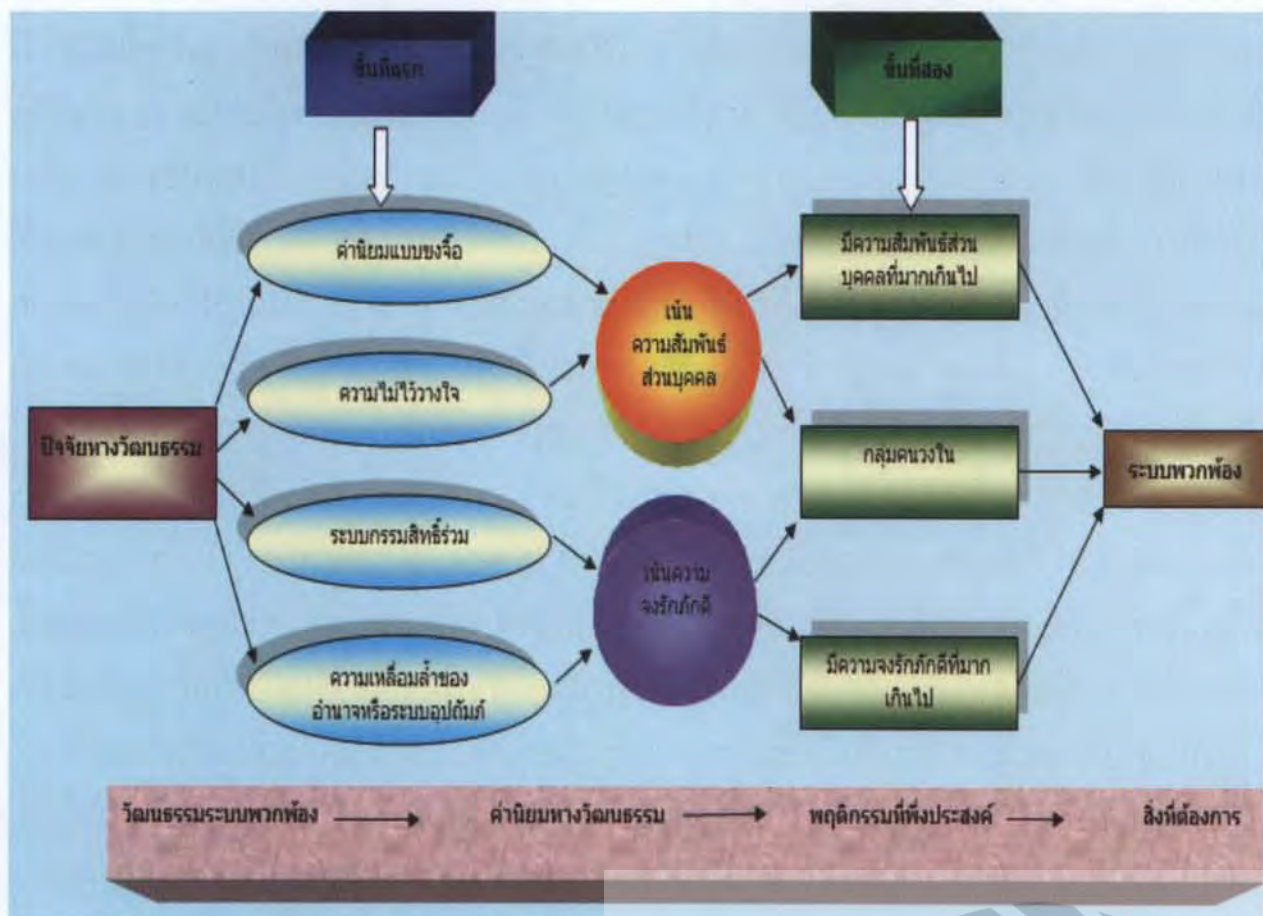 ขั้นที่แรก
ขั้นที่สอง
ค่านิยมแบบขงจื๊อ
มีความสัมพันธ์ส่วน
บุคคลที่มากเกินไป
เน้น
ความสัมพันธ์
ส่วนบุคคล
ความไม่ไว้วางใจ
ปัจจัยทางวัฒนธรรม
กลุ่มคนวงใน
ระบบพวกพ้อง
ระบบกรรมสิทธิ์ร่วม
เน้นความ
จงรักภักดี
ความเหลื่อมล้ำของ
อำนาจหรือระบบอุปถัมภ์
มีความจงรักภักดีที่มาก
เกินไป
วัฒนธรรมระบบพวกพ้อง ค่านิยมทางวัฒนธรรม พฤติกรรมที่พึงประสงค์ สิ่งที่ต้องการ